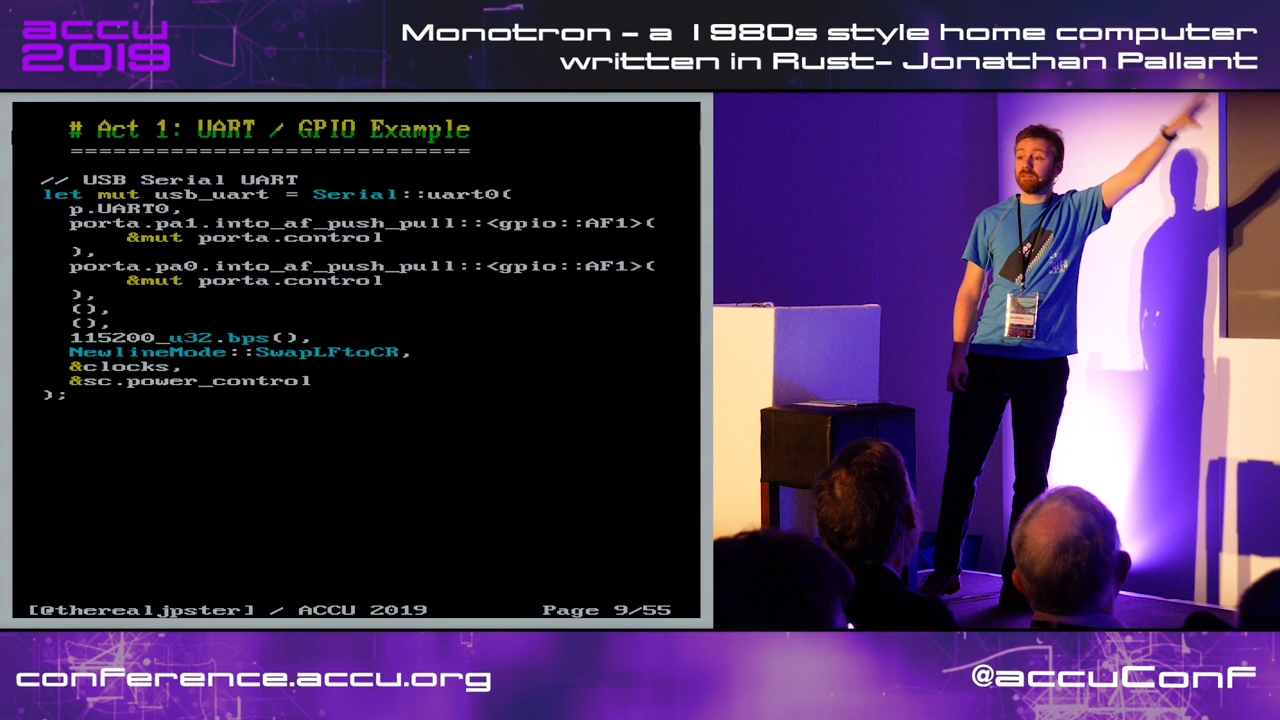 accu
2019
Monotron - a 1980s style home computer
written in Rust- Jonathan Pallant
# Act 1: UART / GPIO Example
============================
// USB Serial UART
let mut usb_uart = Serial::uart0(
p.UART0,
porta.pa1.into_af_push_pull::<gpio::AF1>(
&mut porta.control
),
porta.pa0.into_af_push_pull::<gpio::AF1>(
&mut porta.control
),
(),
(),
115200_u32.bps(),
NewlineMode::SwapLFtoCR,
&clocks,
&sc.power_control
);
[@therealjpster] / ACCU 2019
Page 9/55
conference.accu.org
@accuConf